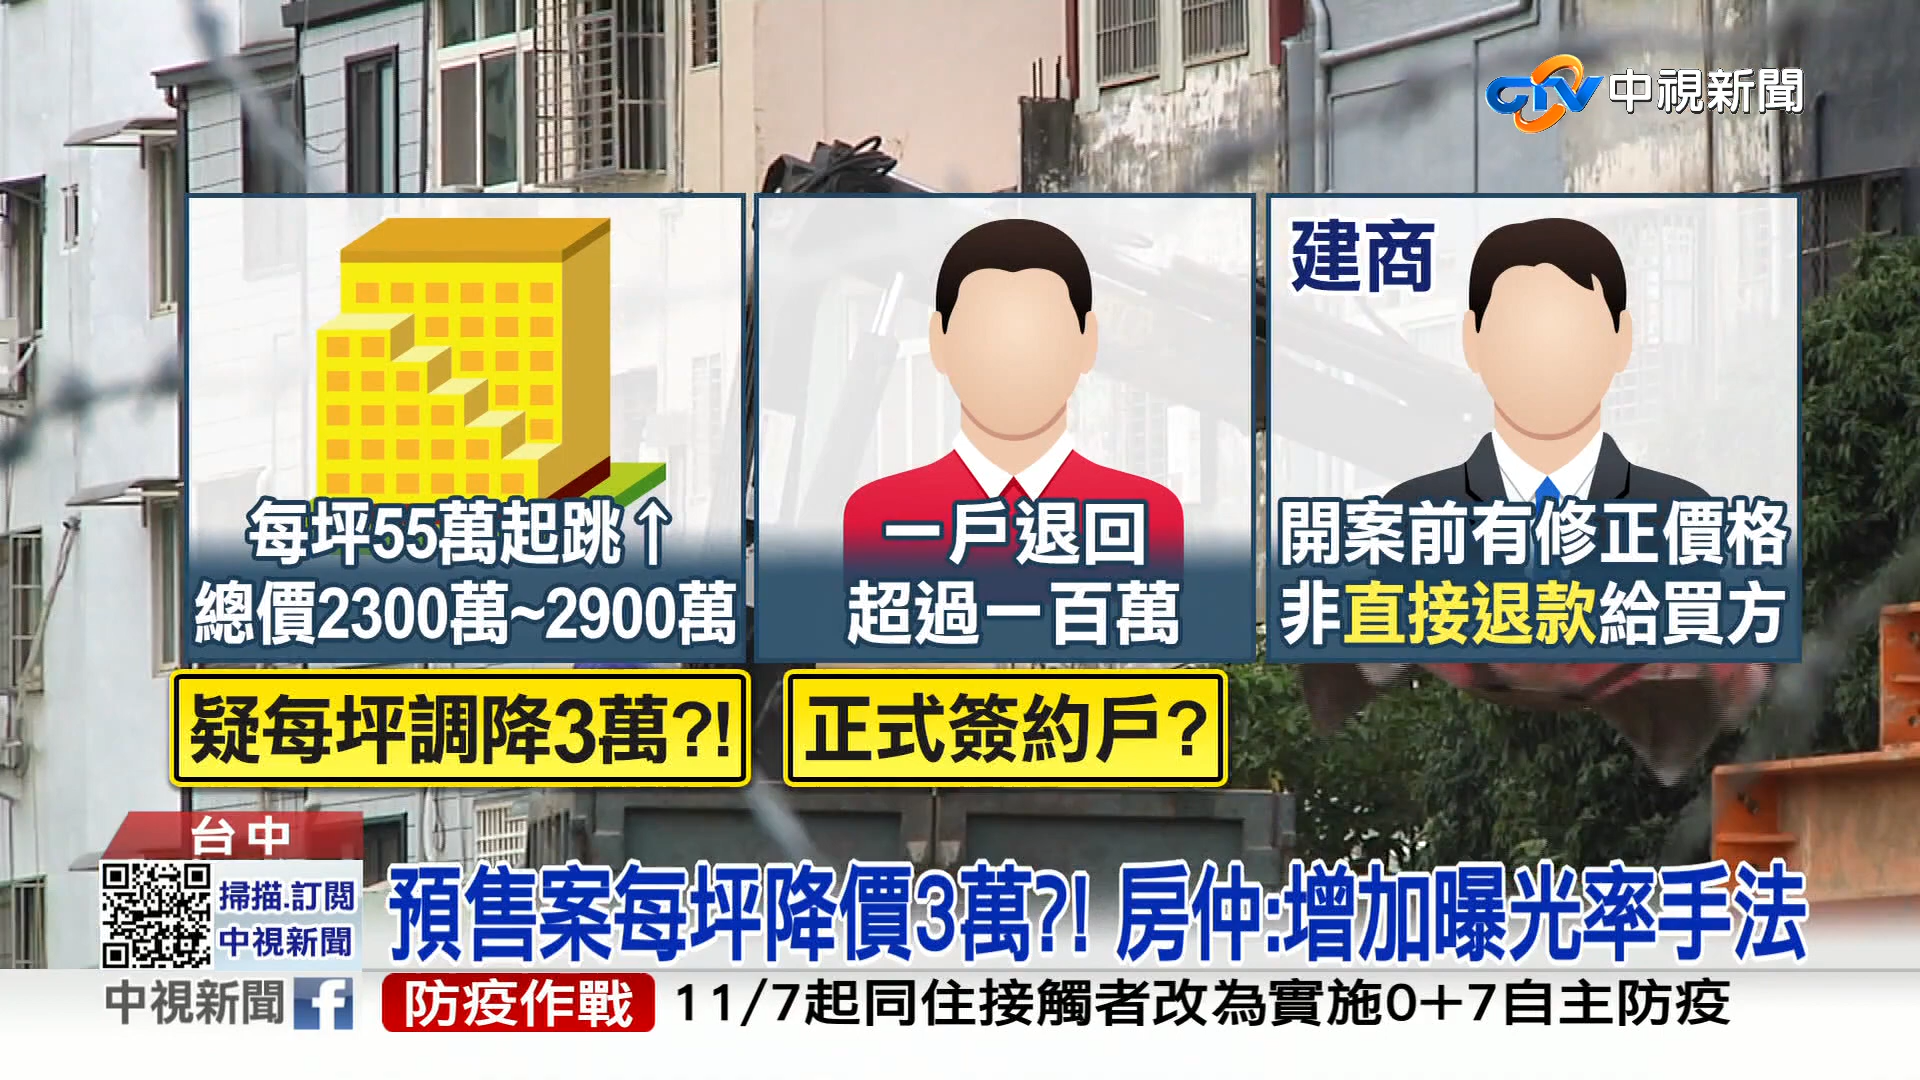 CTV 中視新聞
建商
每坪55萬起跳↑
總價2300萬~2900萬
一戶退回
超過一百萬
開案前有修正價格
非直接退款給買方
疑每坪調降3萬?!
正式簽約戶?
台中
掃描.訂閱
中視新聞
預售案每坪降價3萬?! 房仲:增加曝光率手法
中視新聞 f
防疫作戰 11/7起同住接觸者改為實施0+7自主防疫